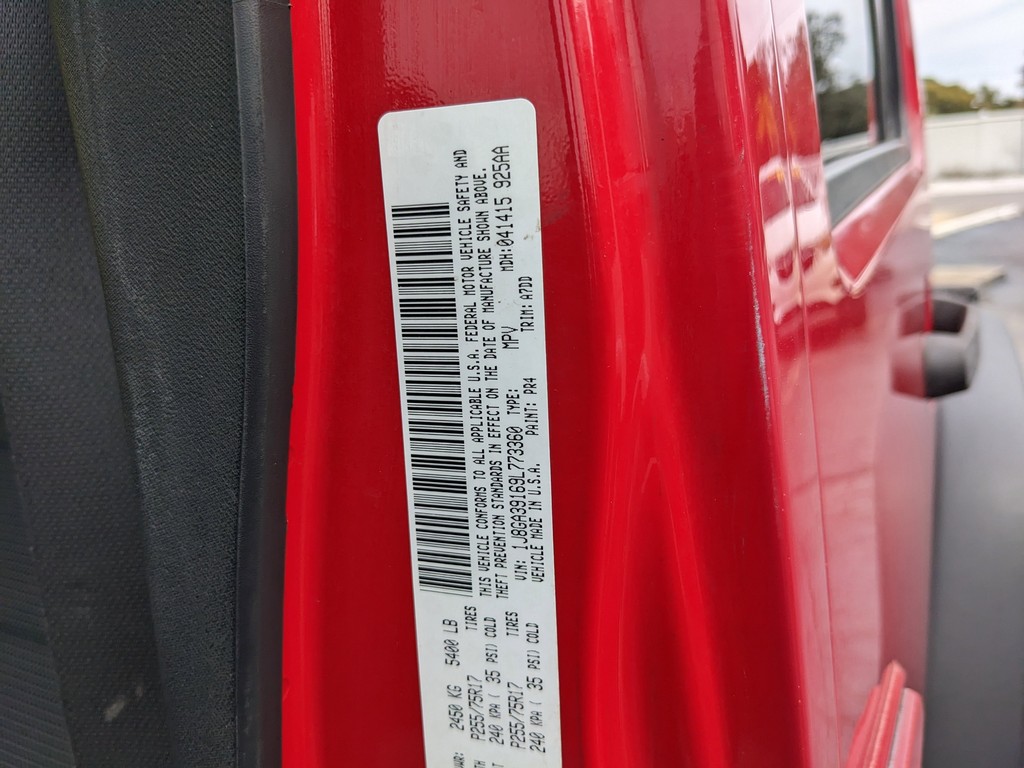 2450 KG 5400 LB
P255/75R17 TIRES
240 KPA ( 35 PSI) COLD
P255/75R17 TIRES
240 KPA ( 35 PSI) COLD
THIS VEHICLE CONFORMS TO ALL APPLICABLE U.S.A. FEDERAL MOTOR VEHICLE SAFETY AND
THEFT PREVENTION STANDARDS IN EFFECT ON THE DATE OF MANUFACTURE SHOWN ABOVE.
VIN: 1J8GA39169L773360 TYPE: MPV MDH:041415 925AA
VEHICLE MADE IN U.S.A. PAINT: PR4 TRIM: A7DD